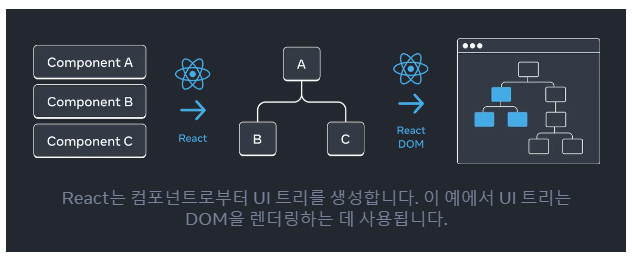 Component A
Component B
Component C
React
A
B
C
React
DOM
React는 컴포넌트로부터 UI 트리를 생성합니다. 이 예에서 UI 트리는
DOM을 렌더링하는 데 사용됩니다.